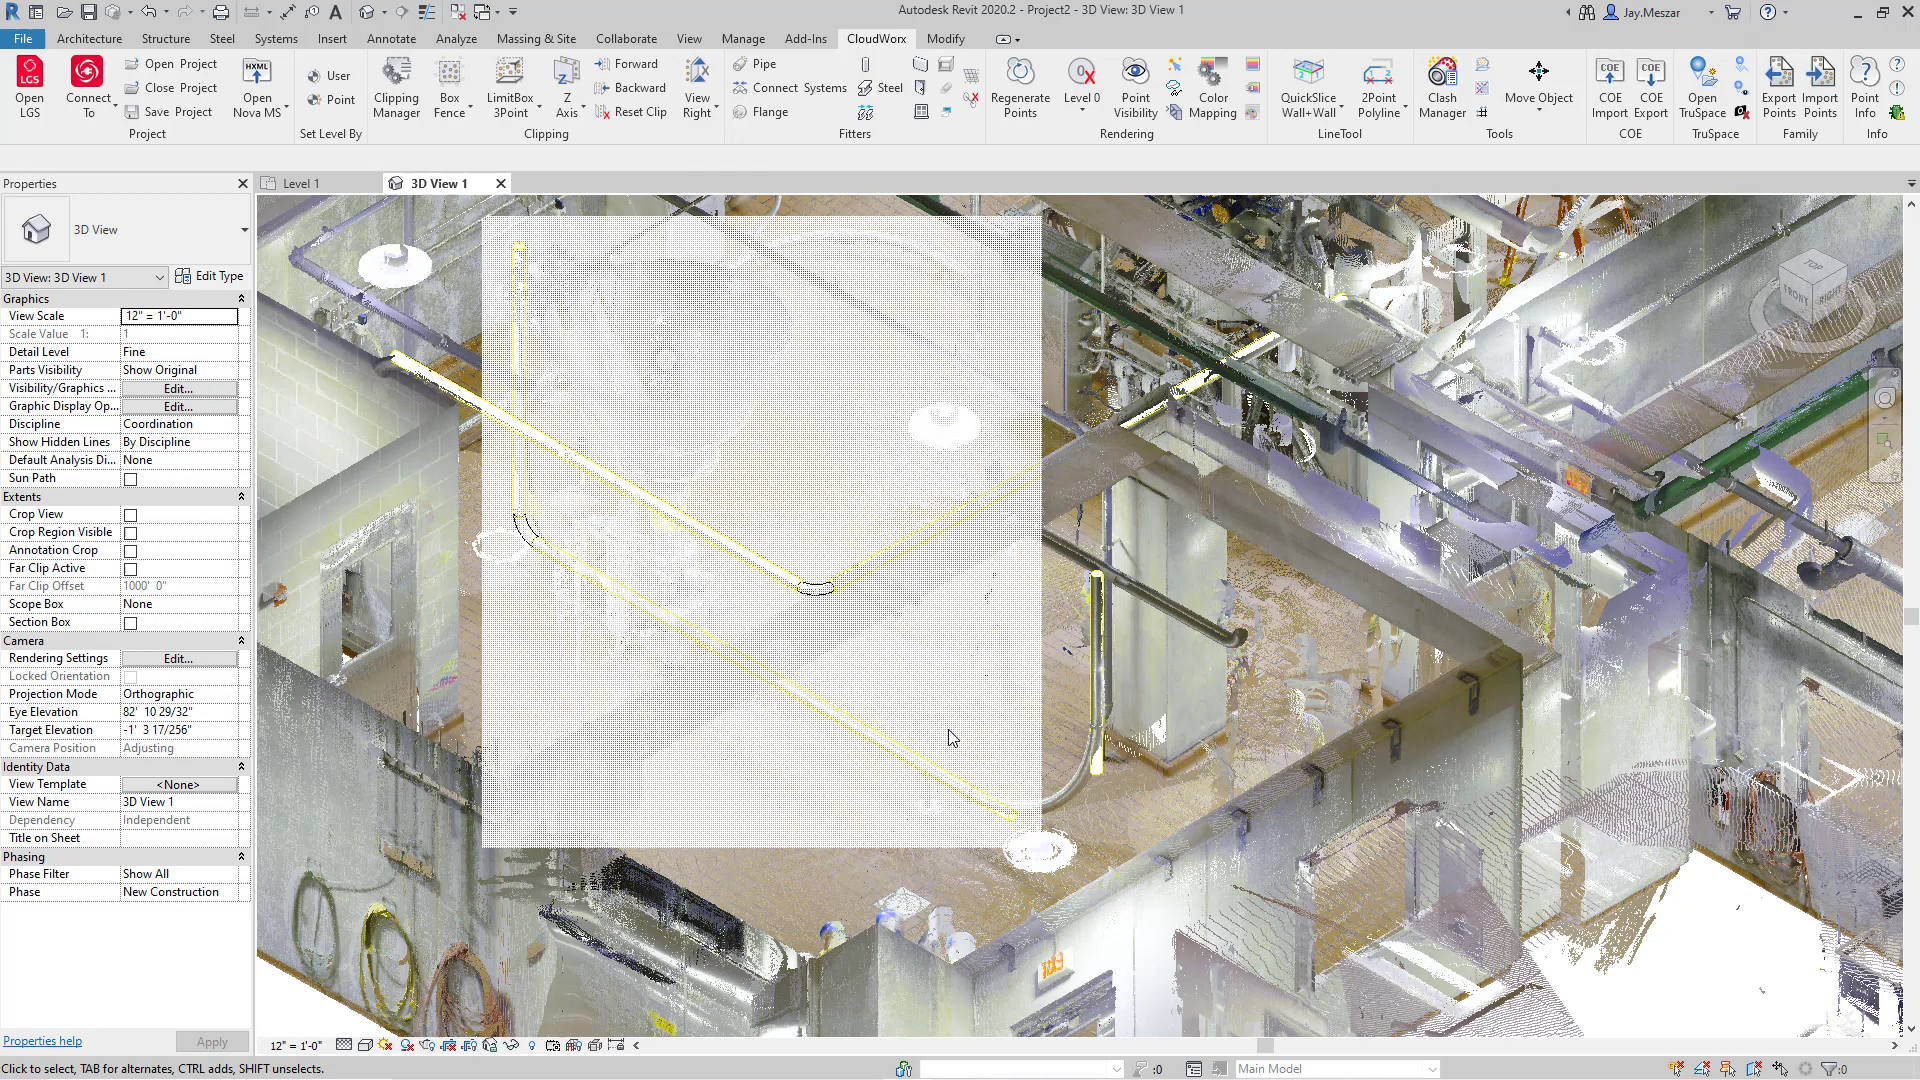 Autodesk Revit 2020.2 - Project2 - 3D View: 3D View 1
Jay.Meszar
File Architecture Structure Steel Systems Insert Annotate Analyze Massing & Site Collaborate View Manage Add-Ins CloudWorx Modify
Open LGS
Connect To
Open Project
Close Project
Save Project
HXML
Open Nova MS
Project
User
Point
Set Level By
Clipping Manager
Box Fence
LimitBox 3Point
Z Axis
Forward
Backward
Reset Clip
View Right
Clipping
Pipe
Connect Systems
Flange
Steel
Fitters
Regenerate Points
Level 0
Point Visibility
Color Mapping
Rendering
QuickSlice Wall+Wall
2Point Polyline
LineTool
Clash Manager
Move Object
Tools
COE
COE Import
COE
COE Export
COE
Open TruSpace
TruSpace
Export Points
Import Points
Family
Point Info
Info
Properties
Level 1
3D View 1
3D View
3D View: 3D View 1
Edit Type
Graphics
View Scale 12" = 1'-0"
Scale Value 1: 1
Detail Level Fine
Parts Visibility Show Original
Visibility/Graphics ... Edit...
Graphic Display Op... Edit...
Discipline Coordination
Show Hidden Lines By Discipline
Default Analysis Di... None
Sun Path
Extents
Crop View
Crop Region Visible
Annotation Crop
Far Clip Active
Far Clip Offset 1000' 0"
Scope Box None
Section Box
Camera
Rendering Settings Edit...
Locked Orientation
Projection Mode Orthographic
Eye Elevation 82' 10 29/32"
Target Elevation -1' 3 17/256"
Camera Position Adjusting
Identity Data
View Template <None>
View Name 3D View 1
Dependency Independent
Title on Sheet
Phasing
Phase Filter Show All
Phase New Construction
Properties help
Apply
TOP
FRONT
RIGHT
12" = 1'-0"
Click to select, TAB for alternates, CTRL adds, SHIFT unselects.
:0
Main Model
:0